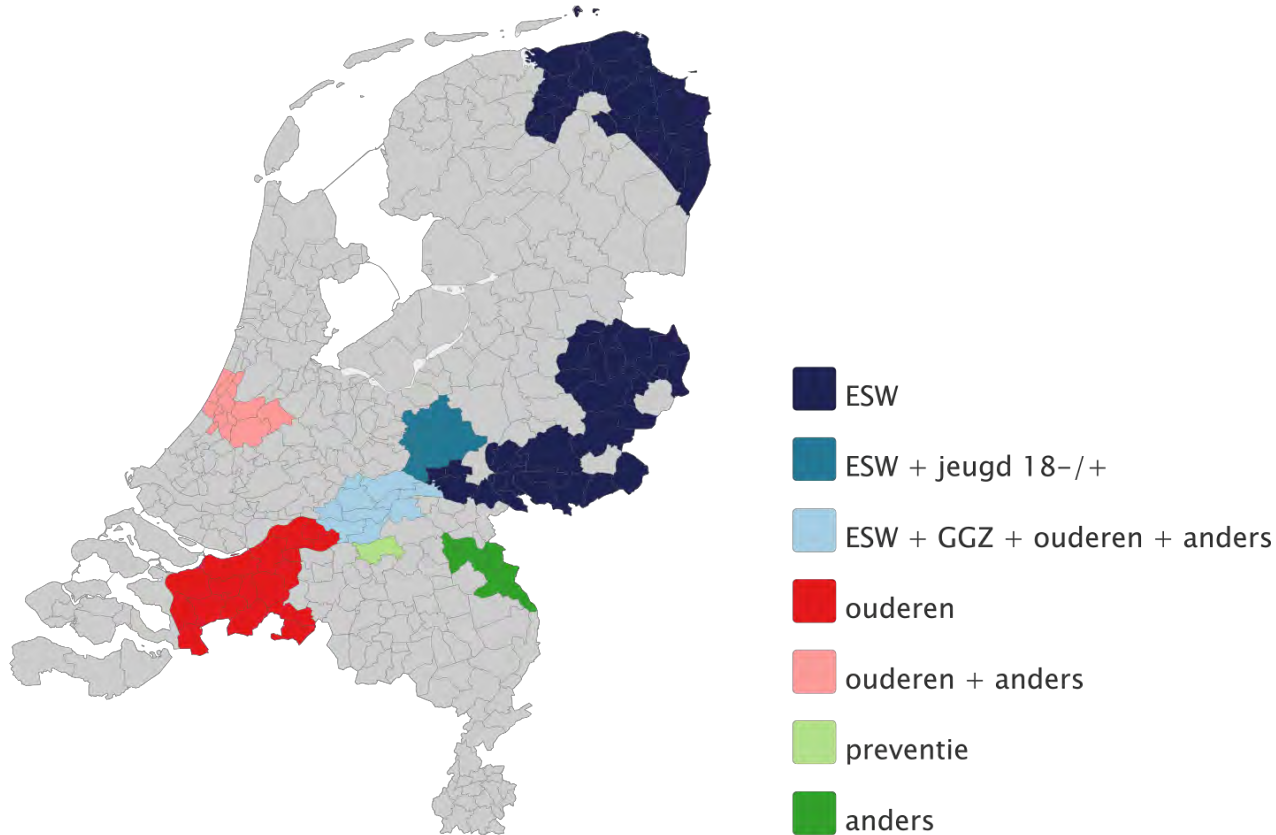 ESW
ESW + jeugd 18-/+
ESW + GGZ + ouderen + anders
ouderen
ouderen + anders
preventie
anders